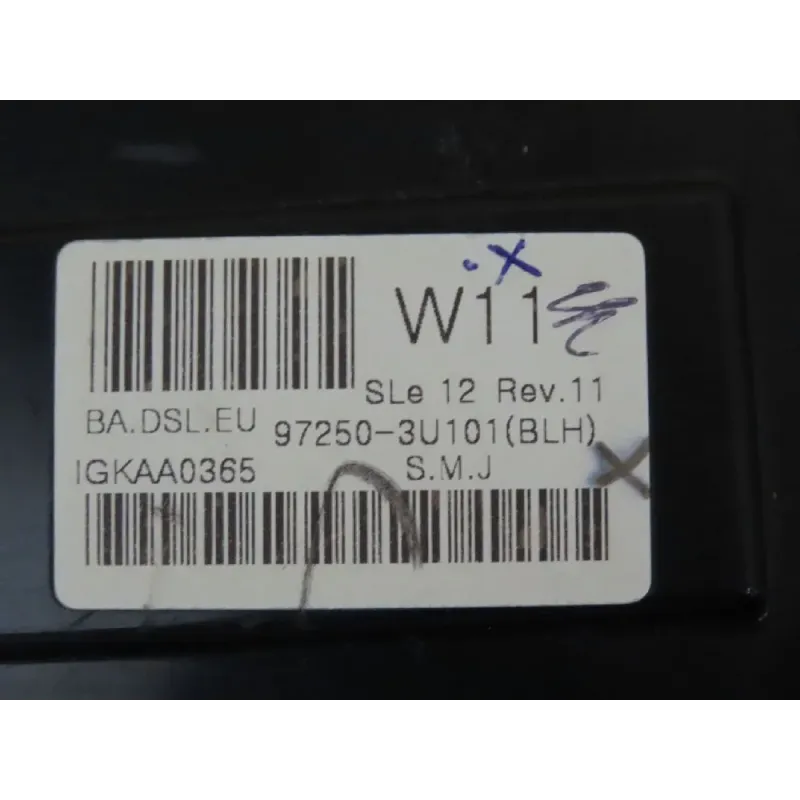 W11
SLe 12 Rev.11
BA.DSL.EU
97250-3U101(BLH)
IGKAA0365
S.M.J